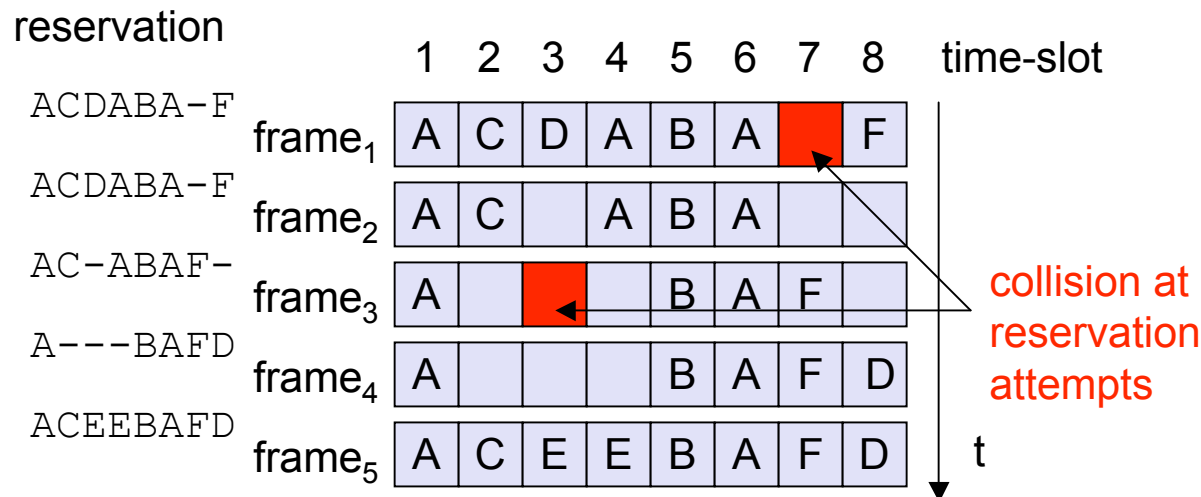 reservation
1 2 3 4 5 6 7 8 time-slot
ACDABA-F
frame₁ A C D A B A F
ACDABA-F
frame₂ A C A B A
AC-ABAF-
frame₃ A B A F
collision at
reservation
attempts
A---BAFD
frame₄ A B A F D
ACEEBAFD
frame₅ A C E E B A F D
t